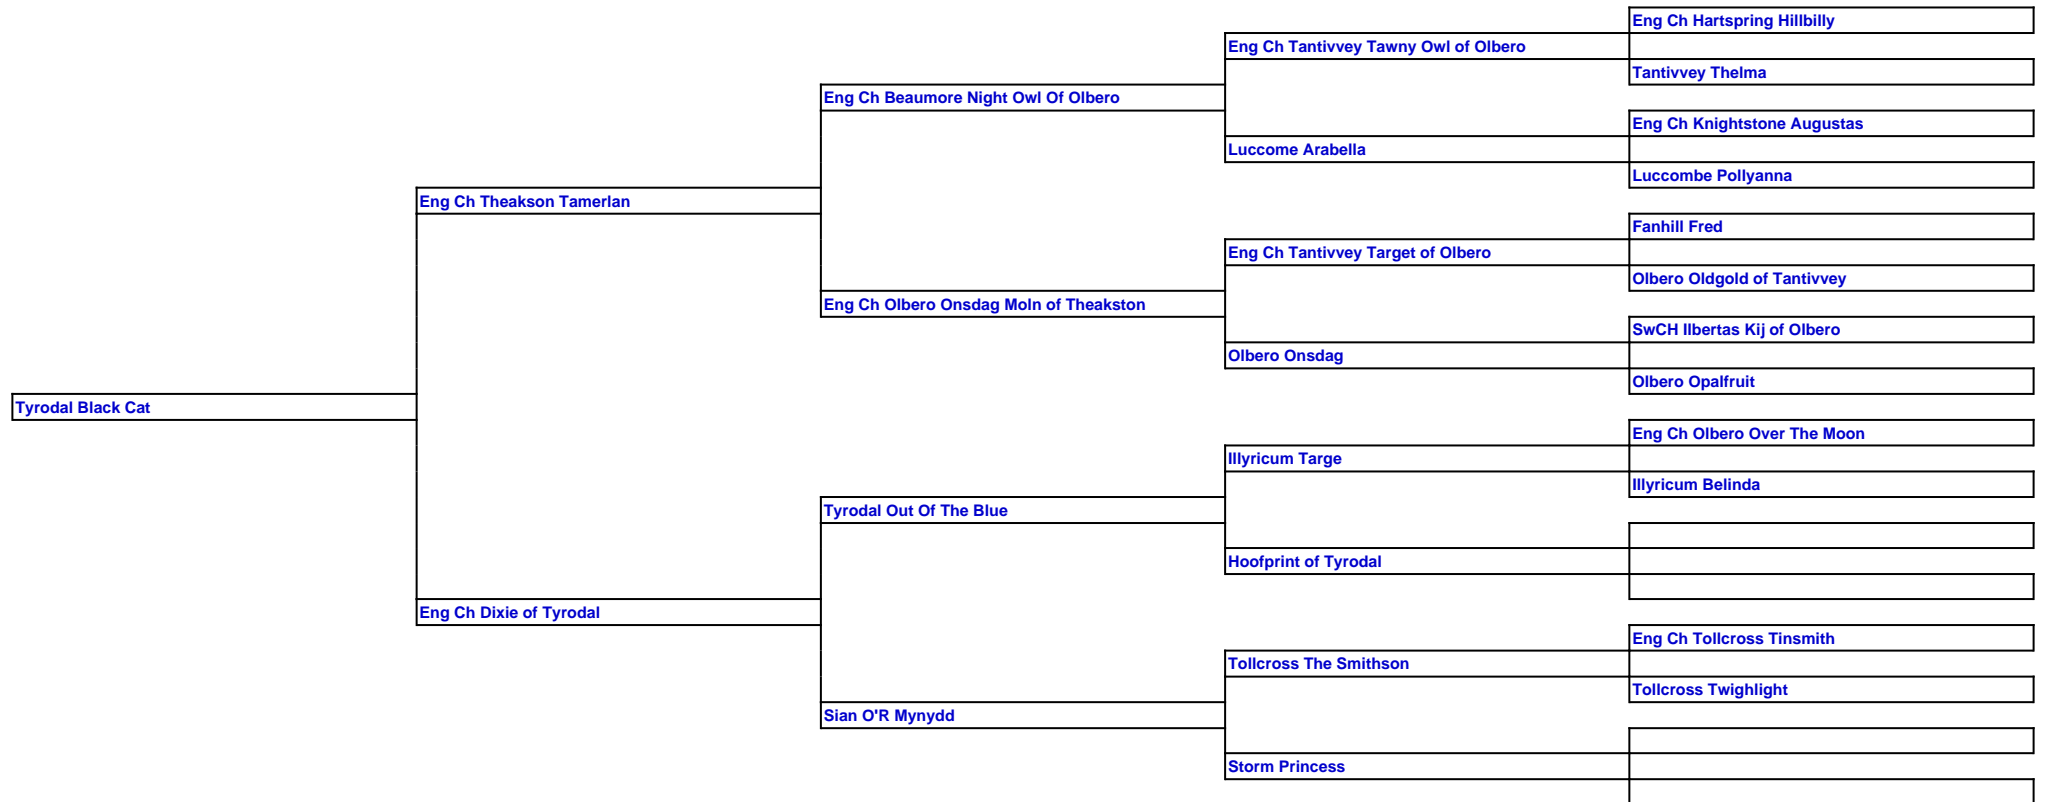 Eng Ch Hartspring Hillbilly
Eng Ch Tantivvey Tawny Owl of Olbero
Tantivvey Thelma
Eng Ch Beaumore Night Owl Of Olbero
Eng Ch Knightstone Augustas
Luccome Arabella
Luccombe Pollyanna
Eng Ch Theakson Tamerlan
Fanhill Fred
Eng Ch Tantivvey Target of Olbero
Olbero Oldgold of Tantivvey
Eng Ch Olbero Onsdag Moln of Theakston
SwCH Ilbertas Kij of Olbero
Olbero Onsdag
Olbero Opalfruit
Tyrodal Black Cat
Eng Ch Olbero Over The Moon
Illyricum Targe
Illyricum Belinda
Tyrodal Out Of The Blue
Hoofprint of Tyrodal
Eng Ch Dixie of Tyrodal
Eng Ch Tollcross Tinsmith
Tollcross The Smithson
Tollcross Twighlight
Sian O'R Mynydd
Storm Princess